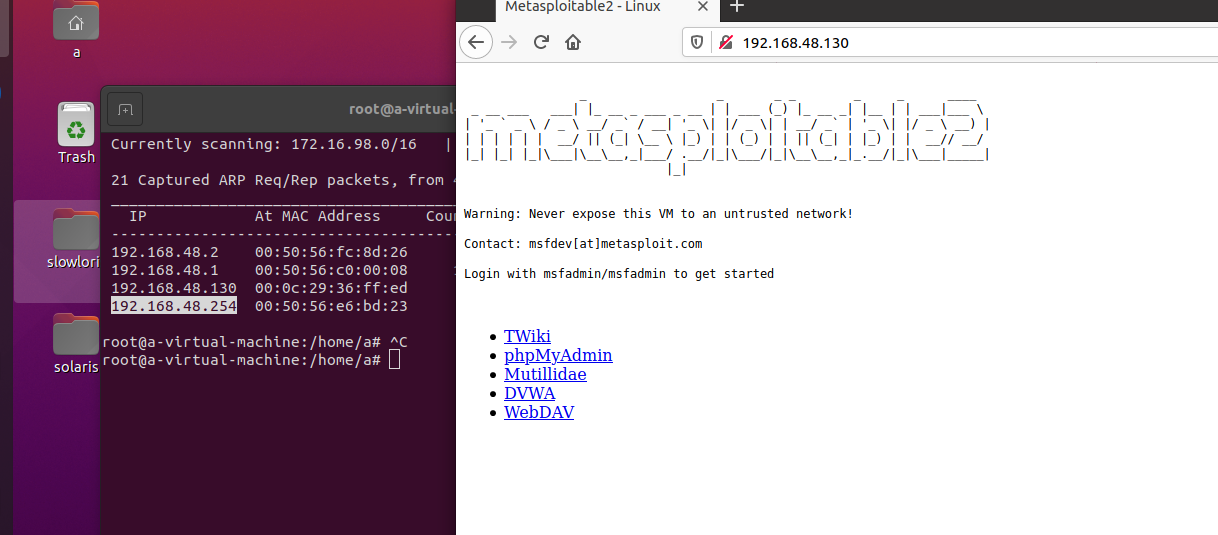 a
Trash
slowlori
solaris
root@a-virtual-
Currently scanning: 172.16.98.0/16 |
21 Captured ARP Req/Rep packets, from
IP At MAC Address Cou
192.168.48.2 00:50:56:fc:8d:26
192.168.48.1 00:50:56:c0:00:08
192.168.48.130 00:0c:29:36:ff:ed
192.168.48.254 00:50:56:e6:bd:23
root@a-virtual-machine:/home/a# ^C
root@a-virtual-machine:/home/a#
Metasploitable2 - Linux
192.168.48.130
metasploitable2
Warning: Never expose this VM to an untrusted network!
Contact: msfdev[at]metasploit.com
Login with msfadmin/msfadmin to get started
TWiki
phpMyAdmin
Mutillidae
DVWA
WebDAV